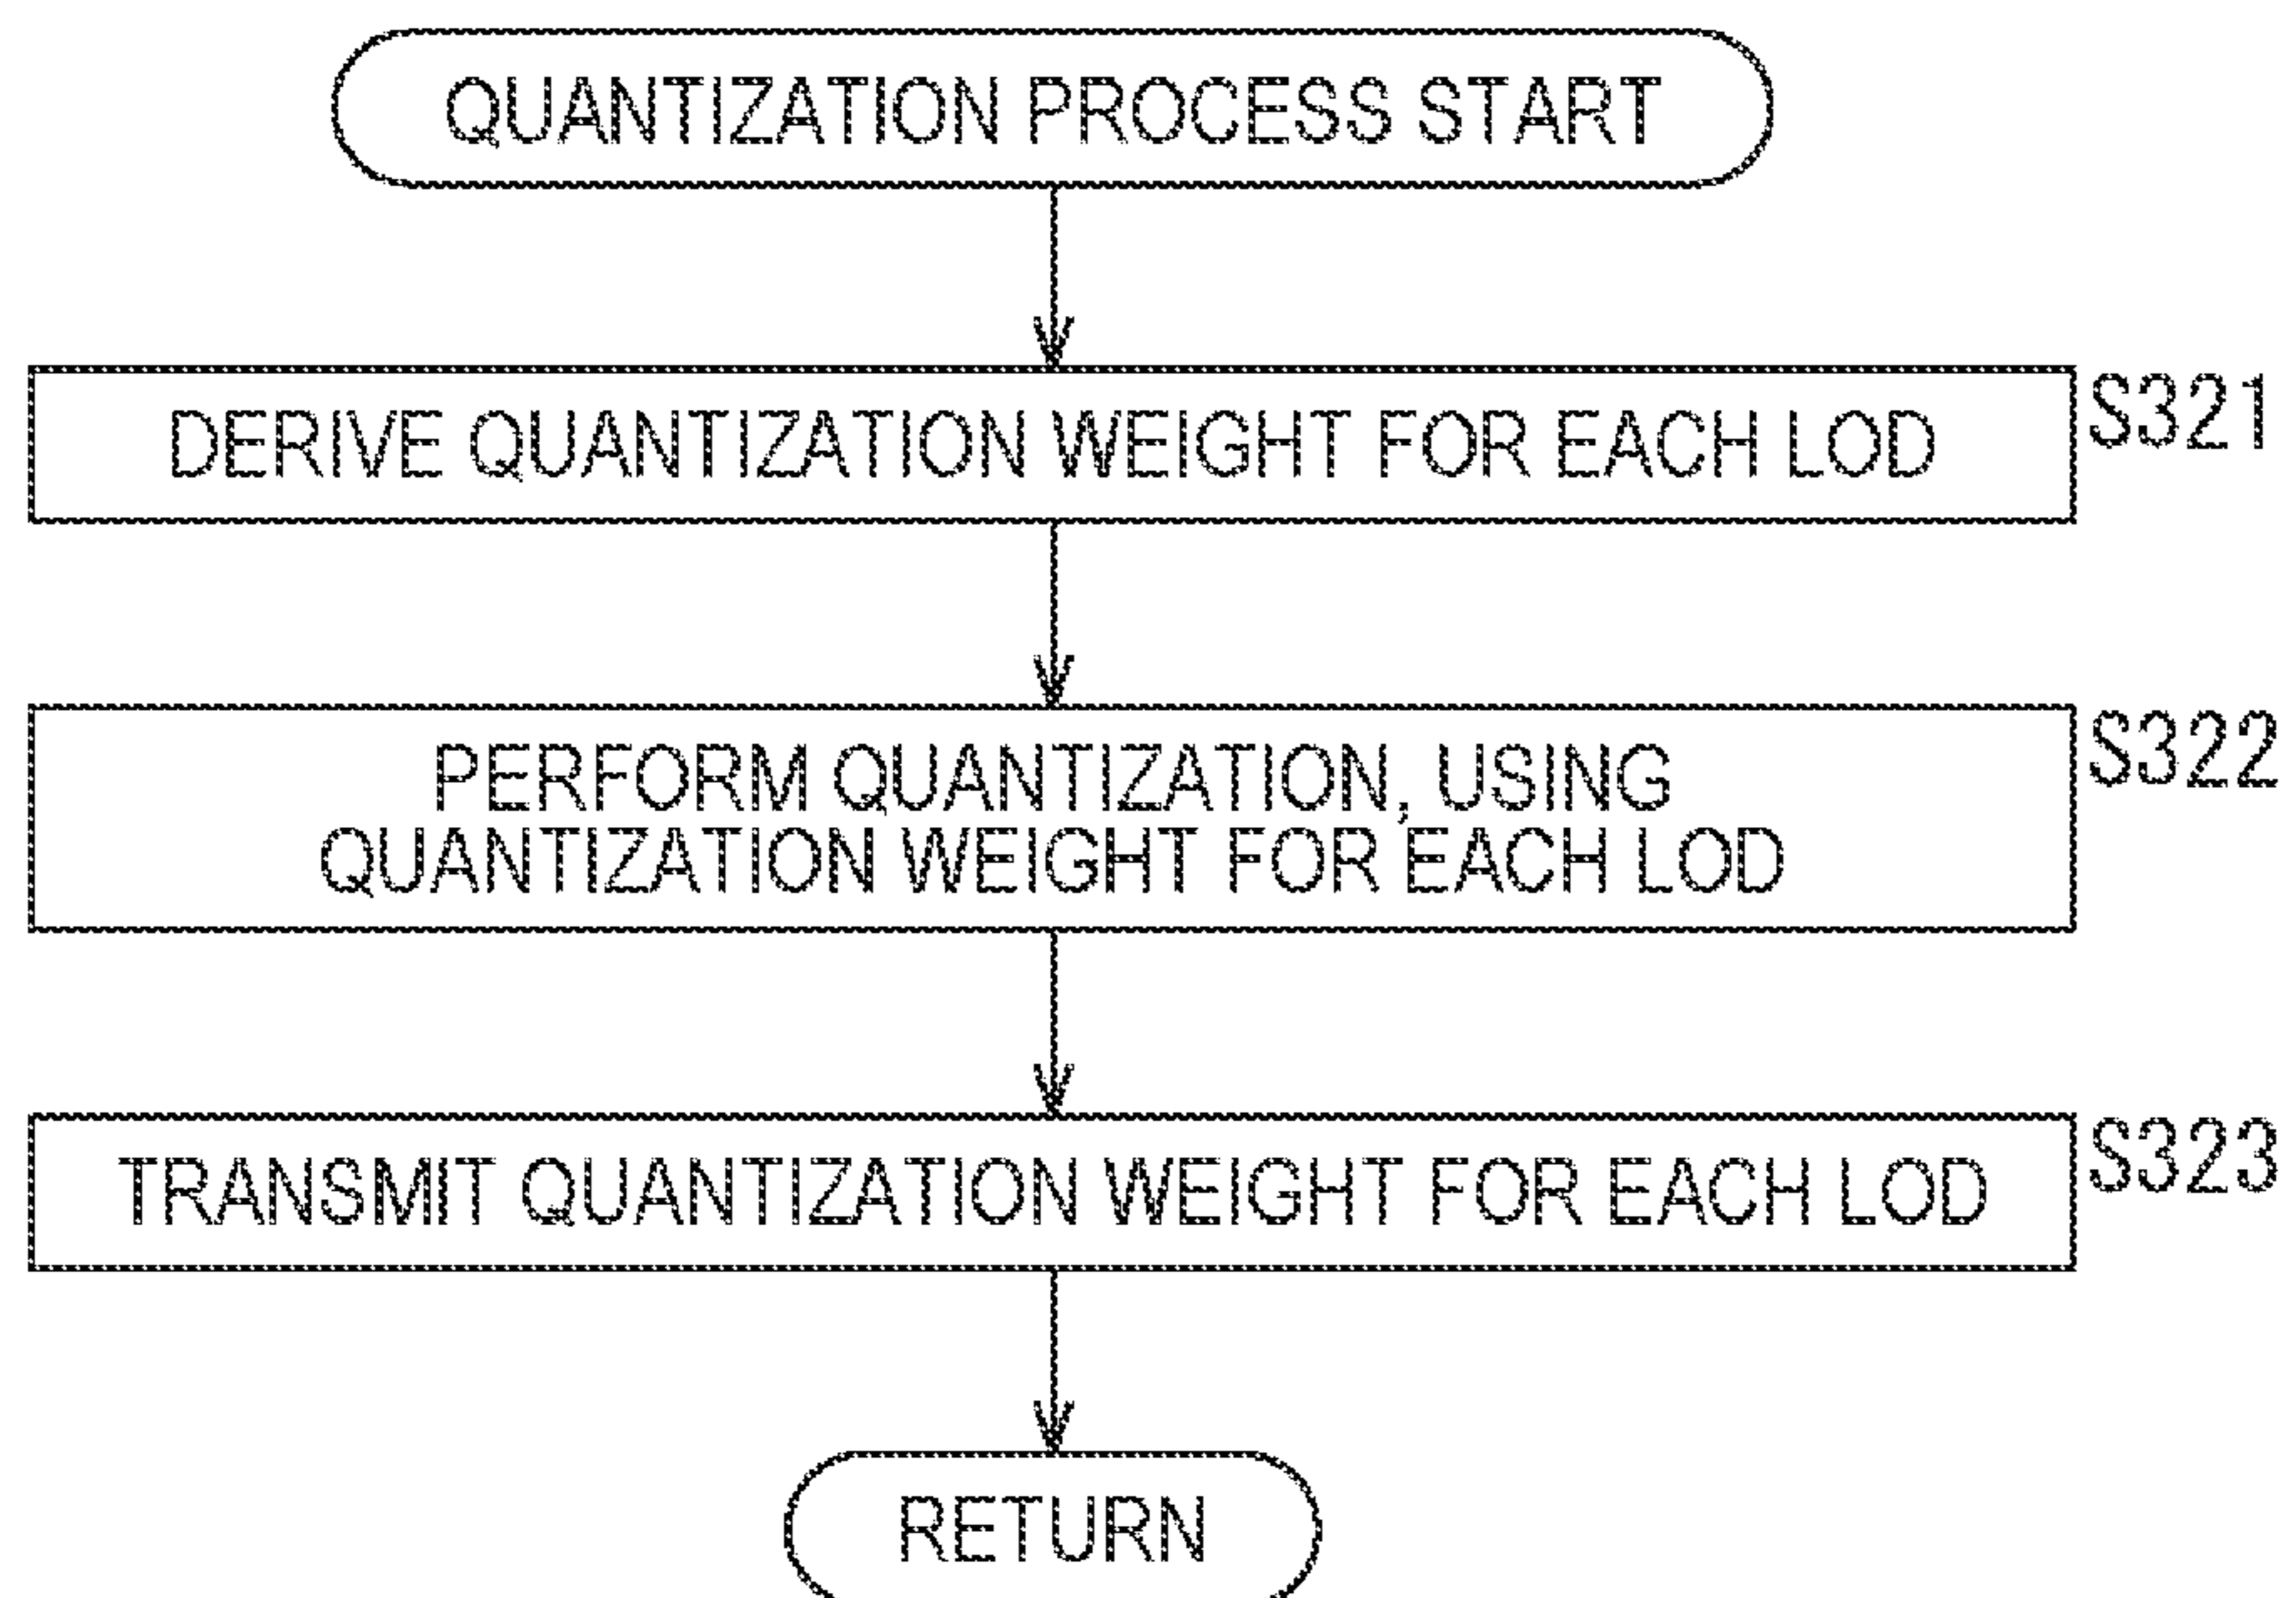 QUANTIZATION PROCESS START
DERIVE QUANTIZATION WEIGHT FOR EACH LOD
S321
PERFORM QUANTIZATION, USING
QUANTIZATION WEIGHT FOR EACH LOD
S322
TRANSMIT QUANTIZATION WEIGHT FOR EACH LOD
S323
RETURN